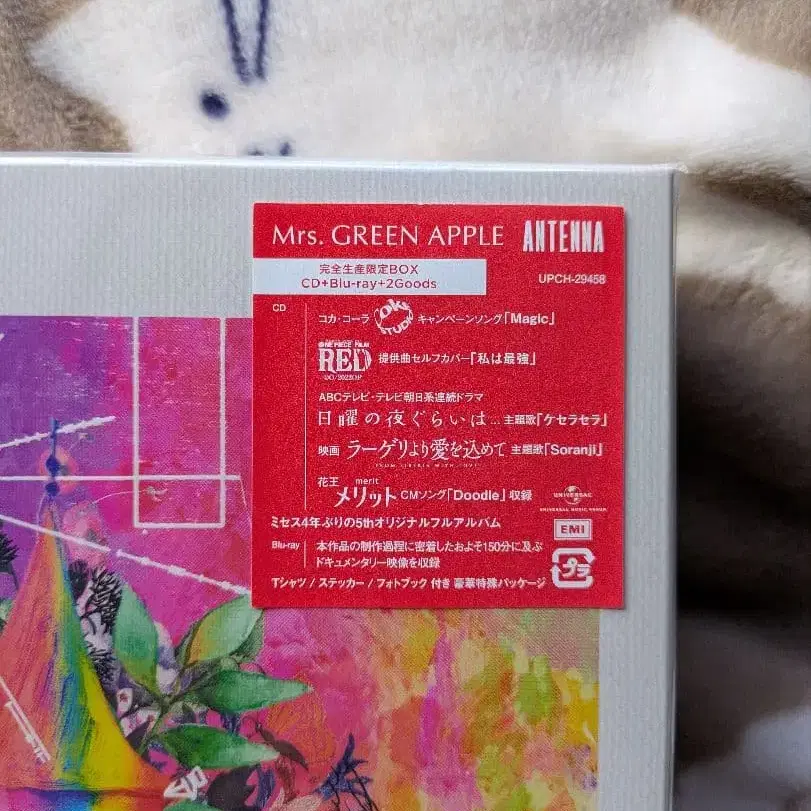 Mrs. GREEN APPLE ANTENNA
完全生産限定BOX
CD+Blu-ray+2Goods
UPCH-29458
CD
コカ・コーラ STUDIO キャンペーンソング「Magic」
ONE PIECE FILM
RED 提供曲セルフカバー「私は最強」
ABCテレビ・テレビ朝日系連続ドラマ
日曜の夜ぐらいは... 主題歌「ケセラセラ」
映画 ラーゲリより愛を込めて 主題歌「Soranji」
花王 merit
メリット CMソング「Doodle」収録
UNIVERSAL
UNIVERSAL MUSIC GROUP
ミセス4年ぶりの5thオリジナルフルアルバム
EMI
Blu-ray 本作品の制作過程に密着したおよそ150分に及ぶ
ドキュメンタリー映像を収録
プラ
Tシャツ / ステッカー / フォトブック 付き 豪華特殊パッケージ